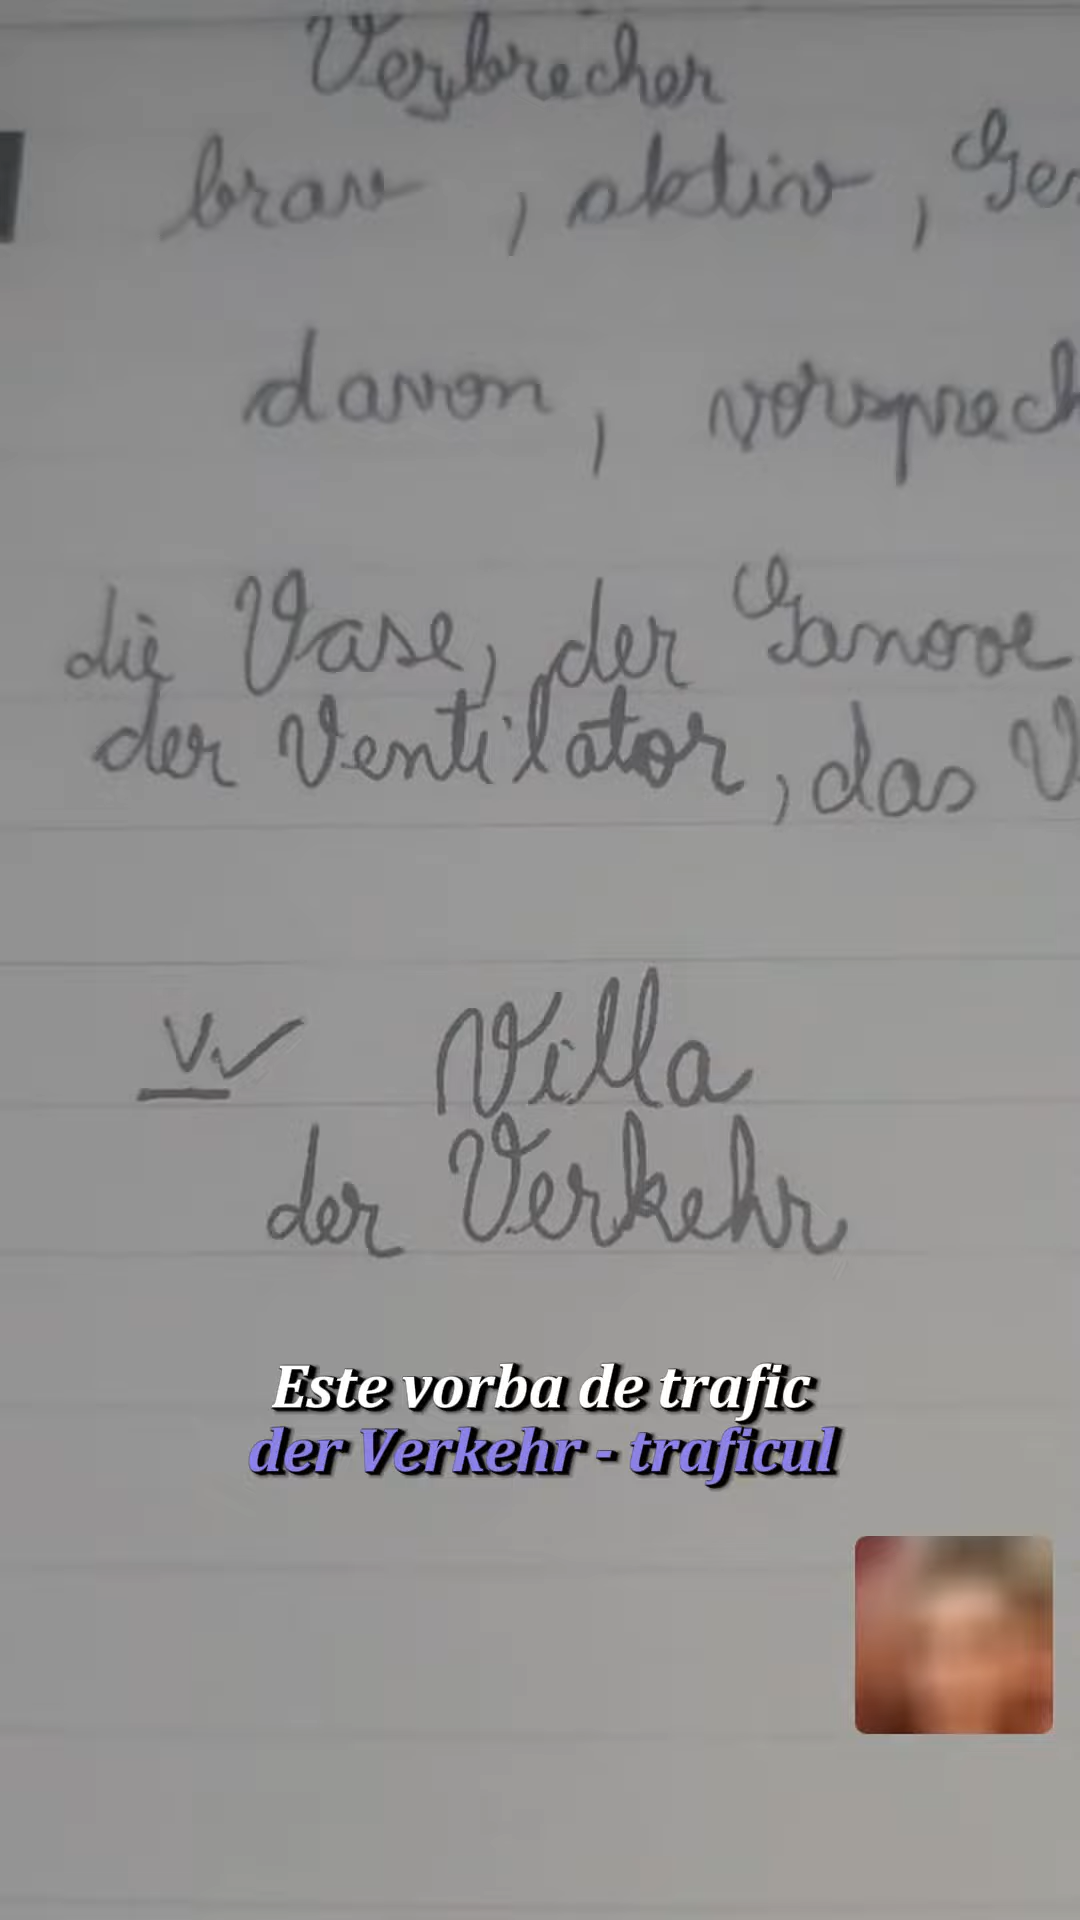 Verbrecher
brav, aktiv,
davon,
die Vase, der Ganove
der Ventilator, das V
V. Villa
der Verkehr
Este vorba de trafic
der Verkehr - traficul